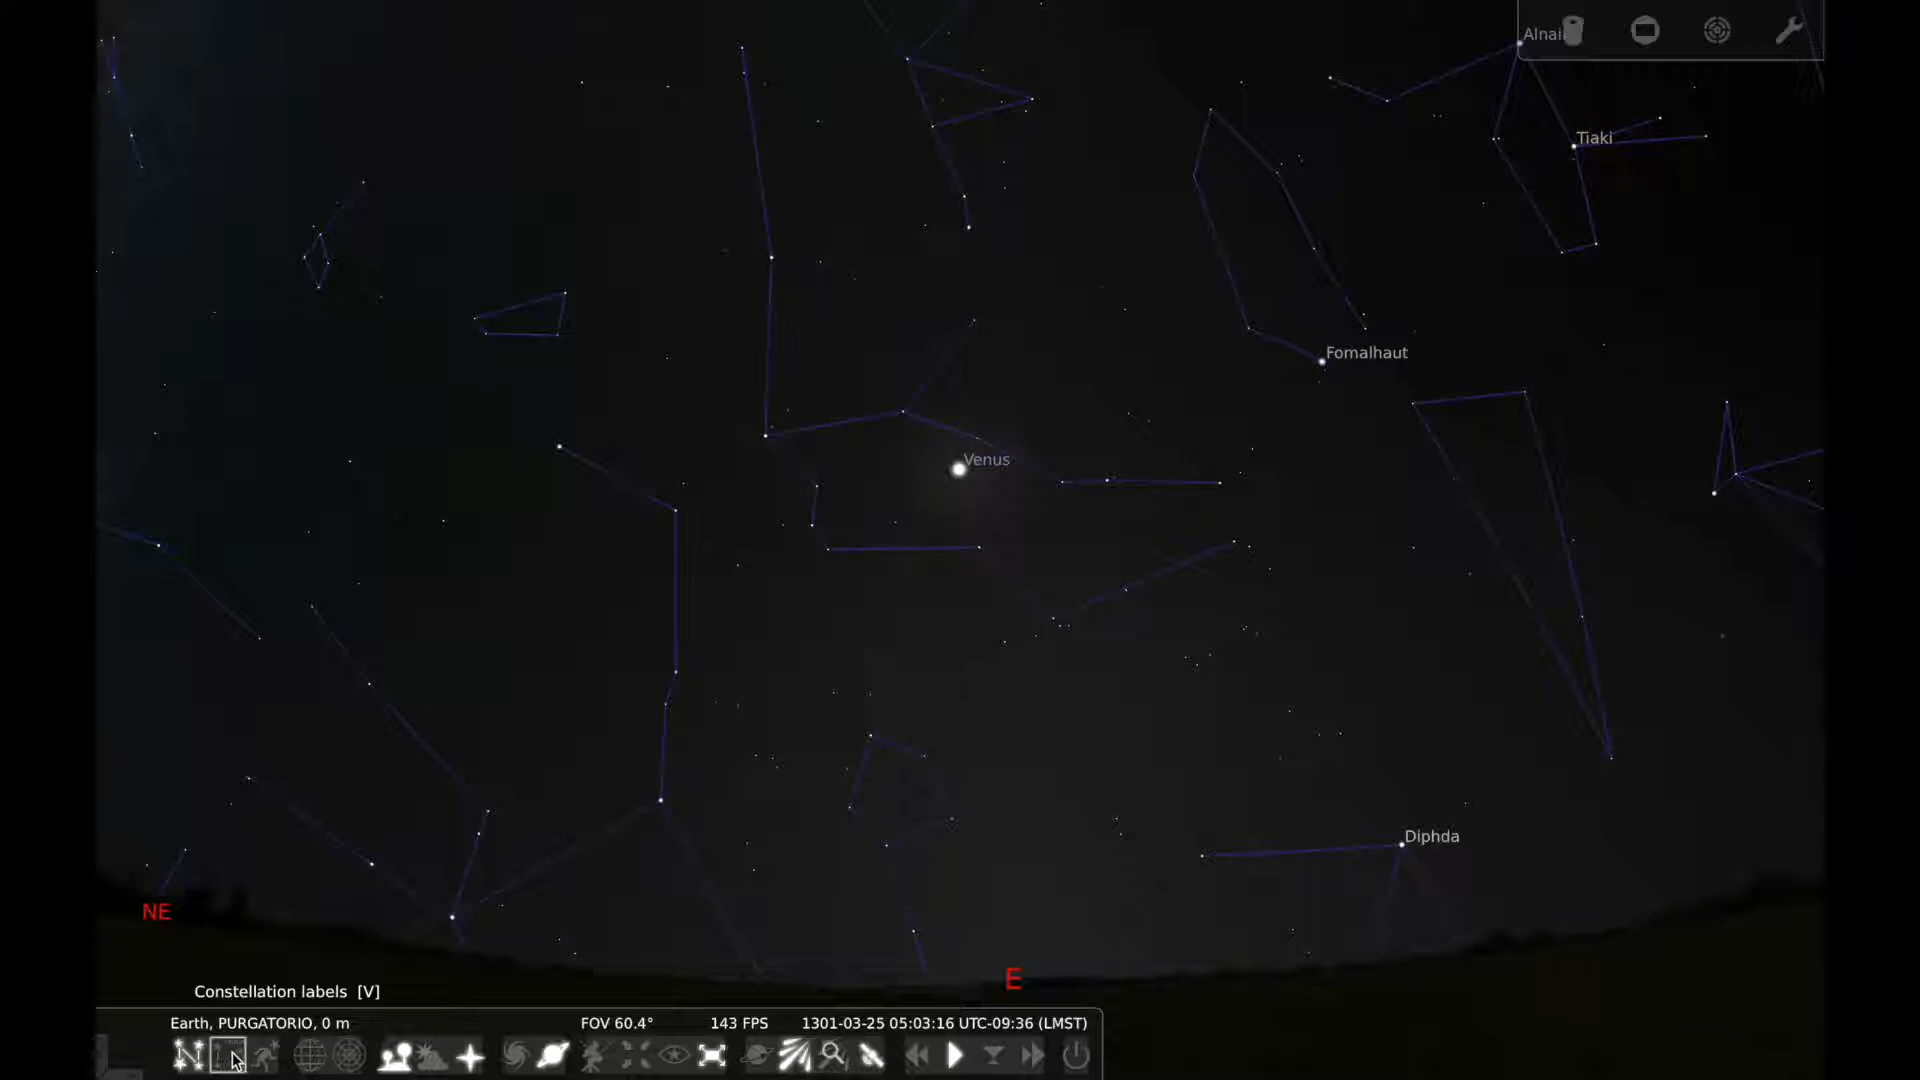 Alnair
Tiaki
Fomalhaut
Venus
Diphda
NE
E
Constellation labels [V]
Earth, PURGATORIO, 0 m FOV 60.4° 143 FPS 1301-03-25 05:03:16 UTC-09:36 (LMST)